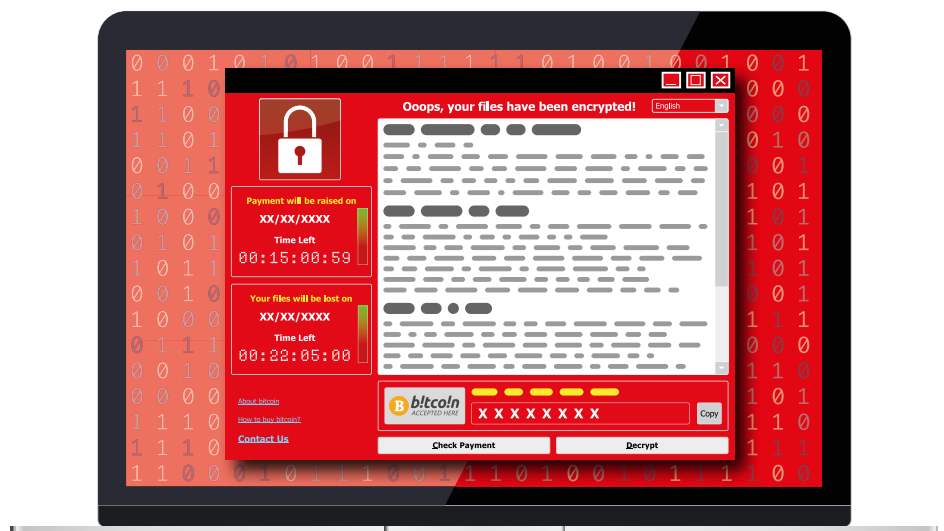 Ooops, your files have been encrypted!
English
Payment will be raised on
XX/XX/XXXX
Time Left
00:15:00:59
Your files will be lost on
XX/XX/XXXX
Time Left
00:22:05:00
About bitcoin
How to buy bitcoin?
Contact Us
B b!tco!n
ACCEPTED HERE
X X X X X X X X
Copy
Check Payment
Decrypt